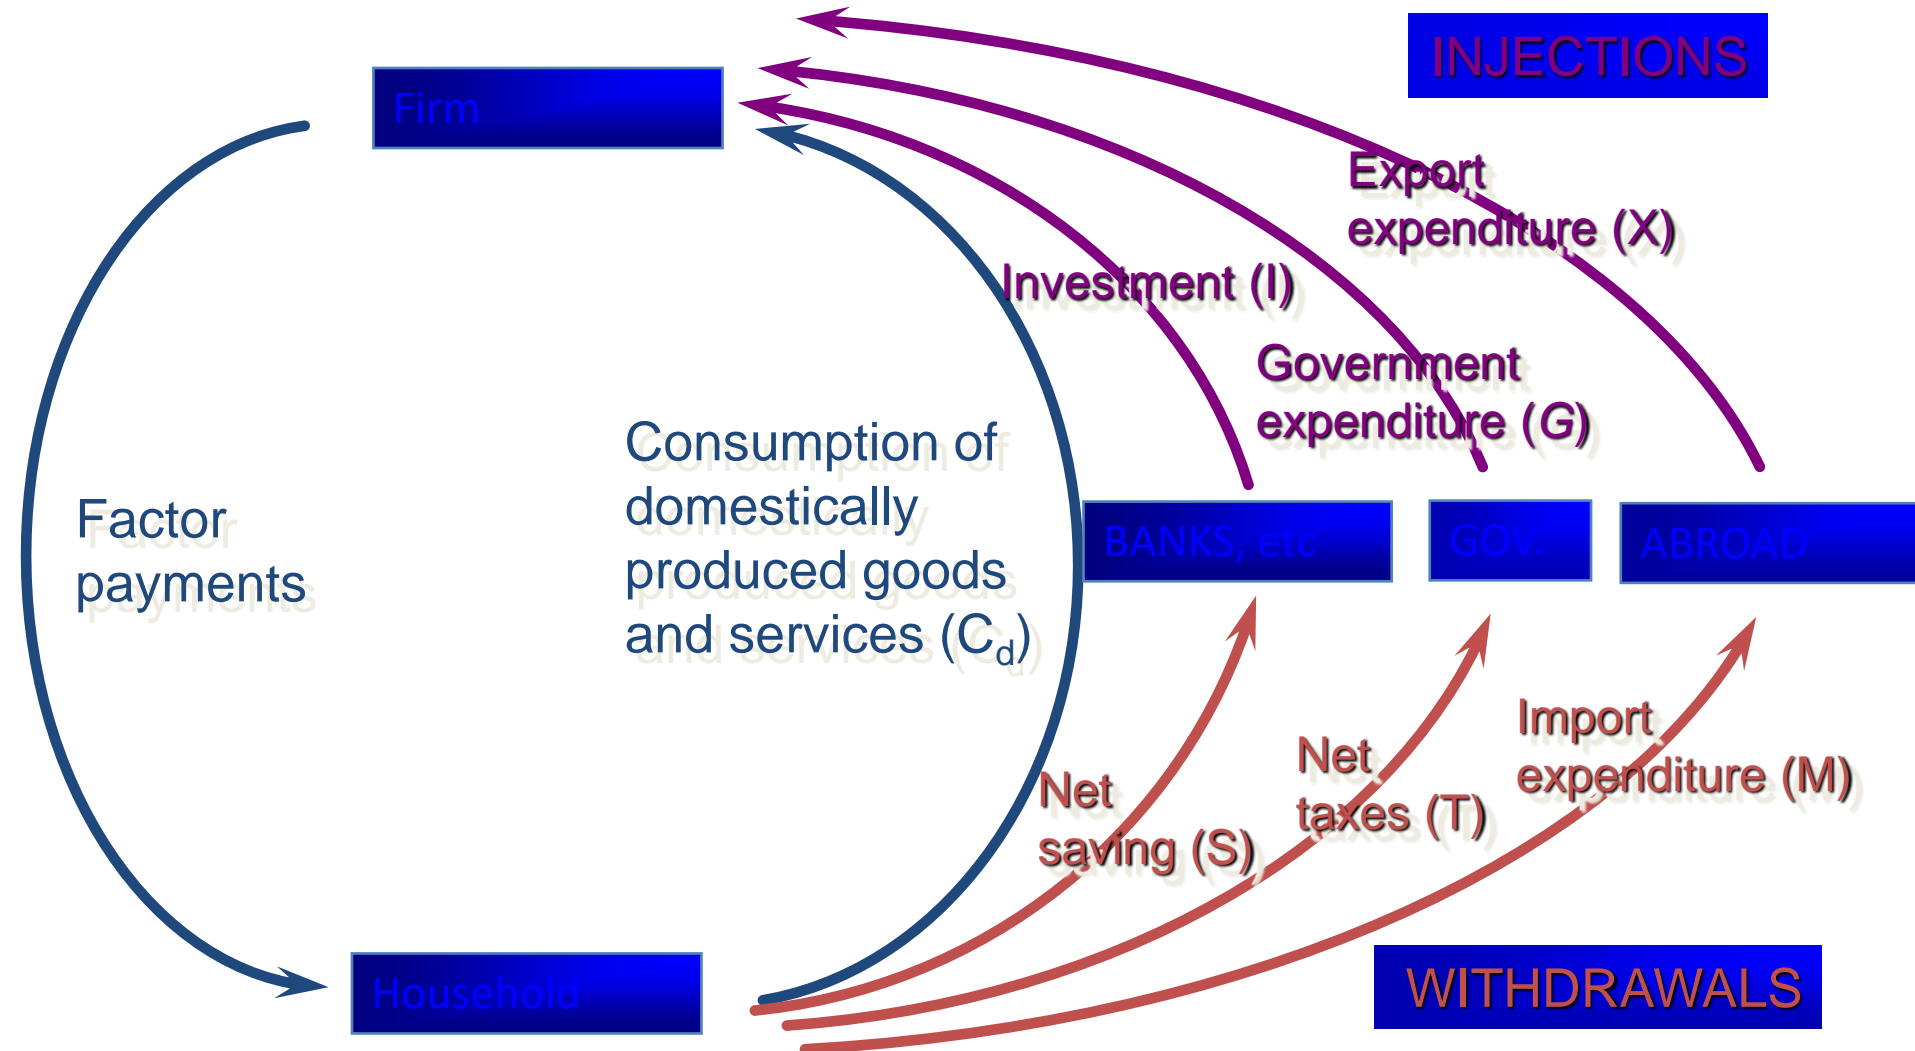 INJECTIONS
Firm
Export
expenditure (X)
Investment (I)
Government
expenditure (G)
Consumption of
domestically
produced goods
and services (Cd)
Factor
payments
BANKS, etc
GOV.
ABROAD
Import
expenditure (M)
Net
taxes (T)
Net
saving (S)
Household
WITHDRAWALS